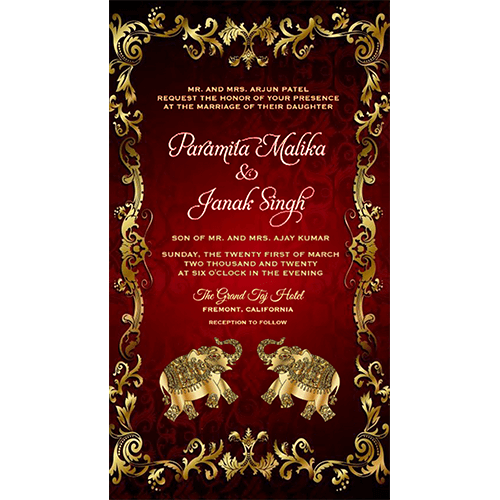 MR. AND MRS. ARJUN PATEL
REQUEST THE HONOR OF YOUR PRESENCE
AT THE MARRIAGE OF THEIR DAUGHTER
Paramita Malika
&
Janak Singh
SON OF MR. AND MRS. AJAY KUMAR
SUNDAY, THE TWENTY FIRST OF MARCH
TWO THOUSAND AND TWENTY
AT SIX O'CLOCK IN THE EVENING
The Grand Taj Hotel
FREMONT, CALIFORNIA
RECEPTION TO FOLLOW